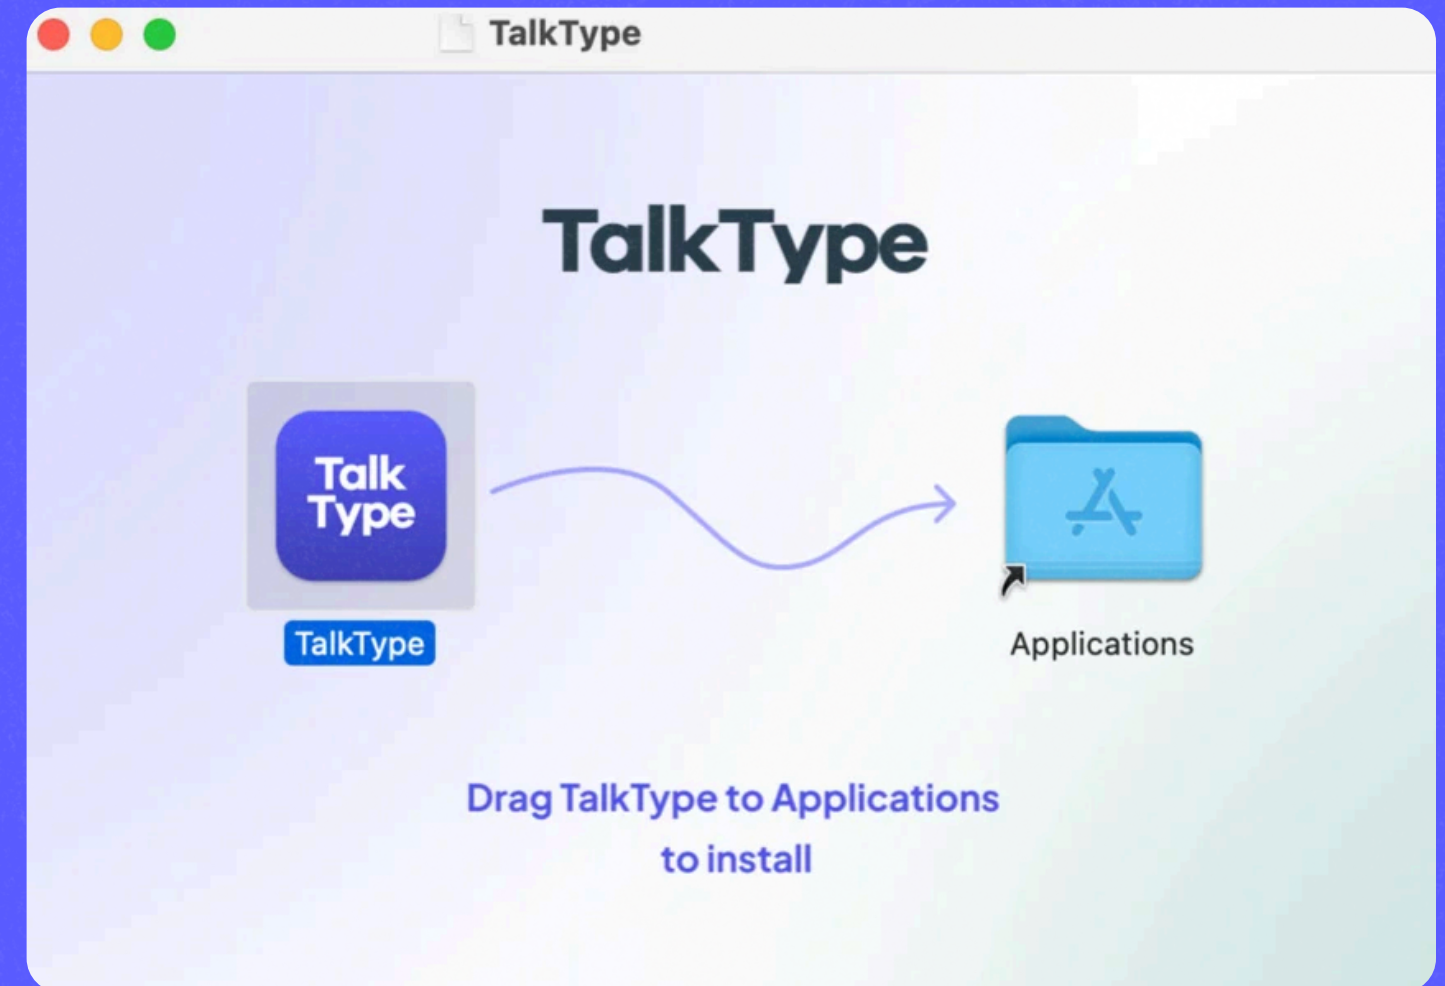 TalkType
TalkType
Talk
Type
TalkType
Applications
Drag TalkType to Applications
to install